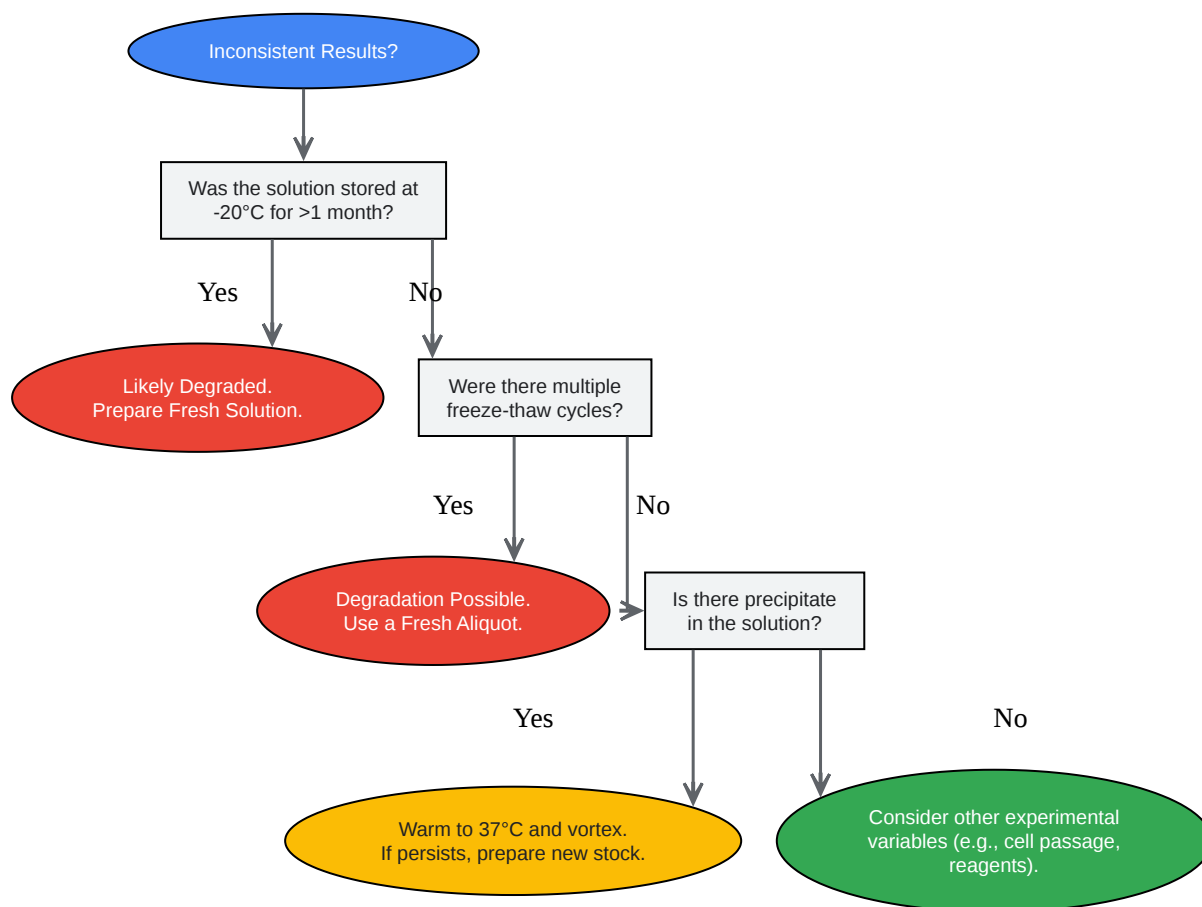 Inconsistent Results?
Was the solution stored at
-20°C for >1 month?
Yes
No
Likely Degraded.
Prepare Fresh Solution.
Were there multiple
freeze-thaw cycles?
Yes
No
Degradation Possible.
Use a Fresh Aliquot.
Is there precipitate
in the solution?
Yes
No
Warm to 37°C and vortex.
If persists, prepare new stock.
Consider other experimental
variables (e.g., cell passage,
reagents).